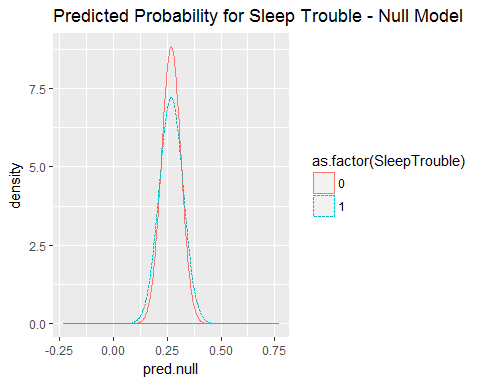 Predicted Probability for Sleep Trouble - Null Model
7.5
5.0
2.5
0.0
density
-0.25 0.00 0.25 0.50 0.75
pred.null
as.factor(SleepTrouble)
0
1